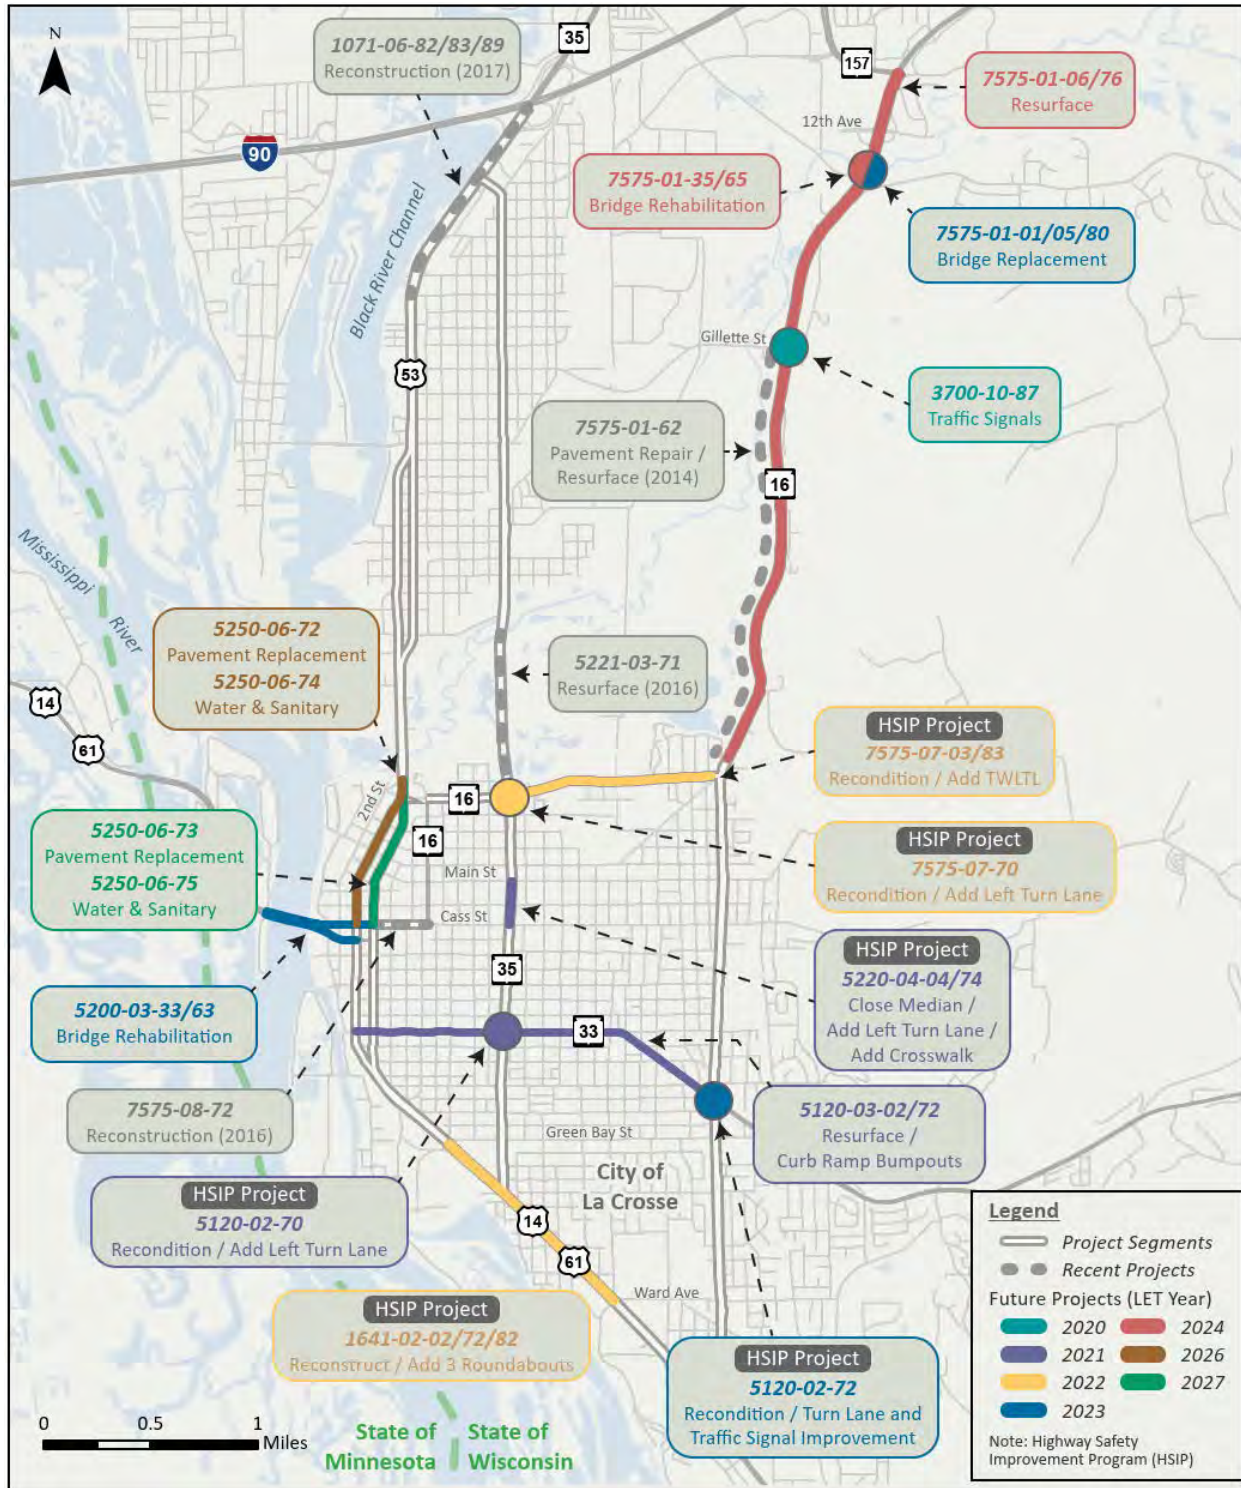 N
1071-06-82/83/89
Reconstruction (2017)
35
157
7575-01-06/76
Resurface
12th Ave
90
7575-01-35/65
Bridge Rehabilitation
7575-01-01/05/80
Bridge Replacement
Black River Channel
Gillette St
53
3700-10-87
Traffic Signals
7575-01-62
Pavement Repair /
Resurface (2014)
16
Mississippi
River
5250-06-72
Pavement Replacement
5250-06-74
Water & Sanitary
5221-03-71
Resurface (2016)
14
61
HSIP Project
7575-07-03/83
Recondition / Add TWLTL
2nd St
16
16
5250-06-73
Pavement Replacement
5250-06-75
Water & Sanitary
HSIP Project
7575-07-70
Recondition / Add Left Turn Lane
Main St
Cass St
35
33
HSIP Project
5220-04-04/74
Close Median /
Add Left Turn Lane /
Add Crosswalk
5200-03-33/63
Bridge Rehabilitation
7575-08-72
Reconstruction (2016)
5120-03-02/72
Resurface /
Curb Ramp Bumpouts
Green Bay St
City of
La Crosse
HSIP Project
5120-02-70
Recondition / Add Left Turn Lane
14
61
Ward Ave
HSIP Project
1641-02-02/72/82
Reconstruct / Add 3 Roundabouts
HSIP Project
5120-02-72
Recondition / Turn Lane and
Traffic Signal Improvement
0 0.5 1
Miles
State of
Minnesota
State of
Wisconsin
Legend
Project Segments
Recent Projects
Future Projects (LET Year)
2020 2024
2021 2026
2022 2027
2023
Note: Highway Safety
Improvement Program (HSIP)